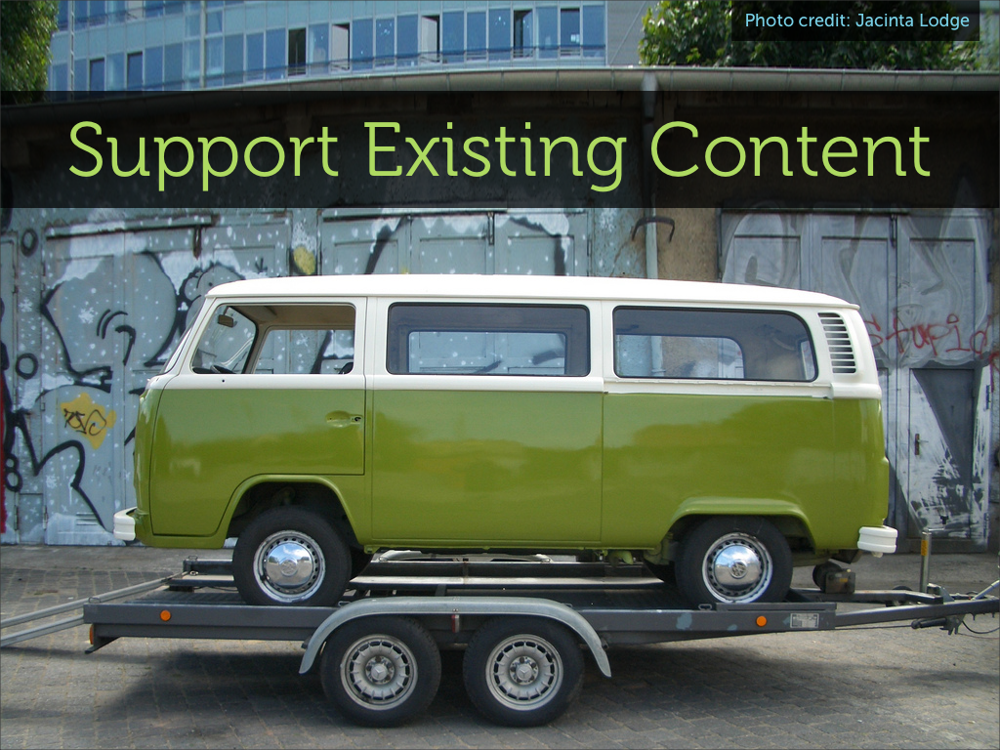 Photo credit: Jacinta Lodge
Support Existing Content